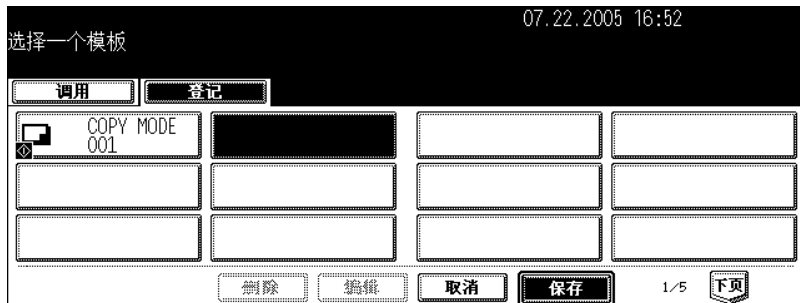 07.22.2005 16:52
选择一个模板
调用 登记
COPY MODE
001
删除 编辑 取消 保存 1/5 下页